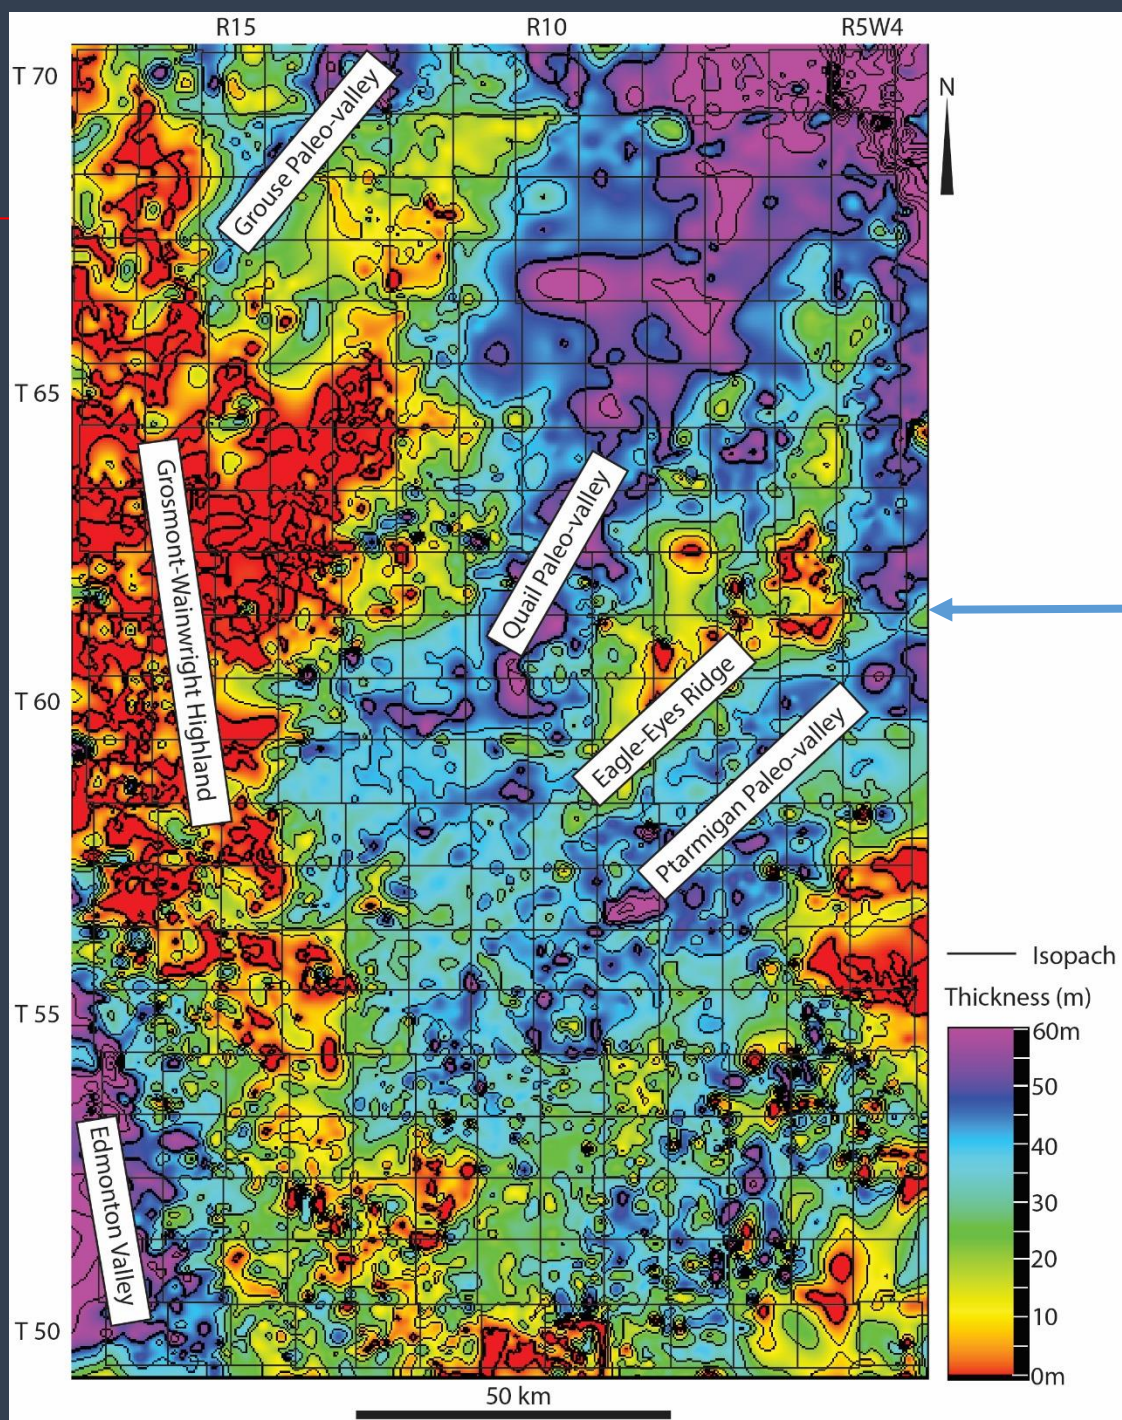 R15 R10 R5W4
T 70
N
Grouse Paleo-valley
T 65
Grosmont-Wainwright Highland
Quail Paleo-valley
T 60
Eagle-Eyes Ridge
Ptarmigan Paleo-valley
Isopach
Thickness (m)
60m
50
40
30
20
10
0m
T 55
Edmonton Valley
T 50
50 km